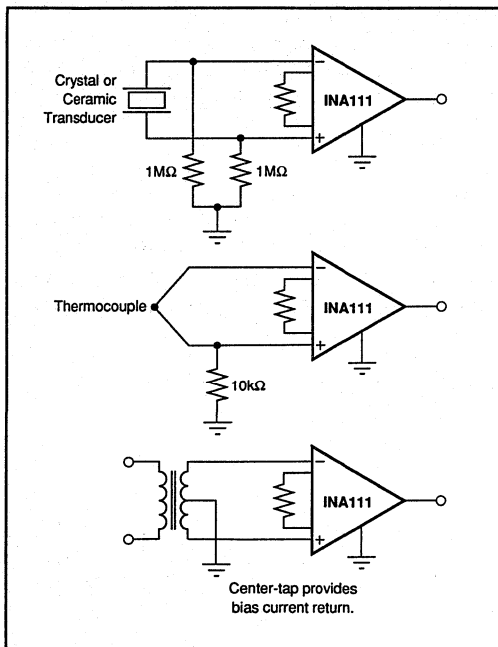 Crystal or
Ceramic
Transducer
−
INA111
+
1MΩ
1MΩ
Thermocouple
−
INA111
+
10kΩ
−
INA111
+
Center-tap provides
bias current return.